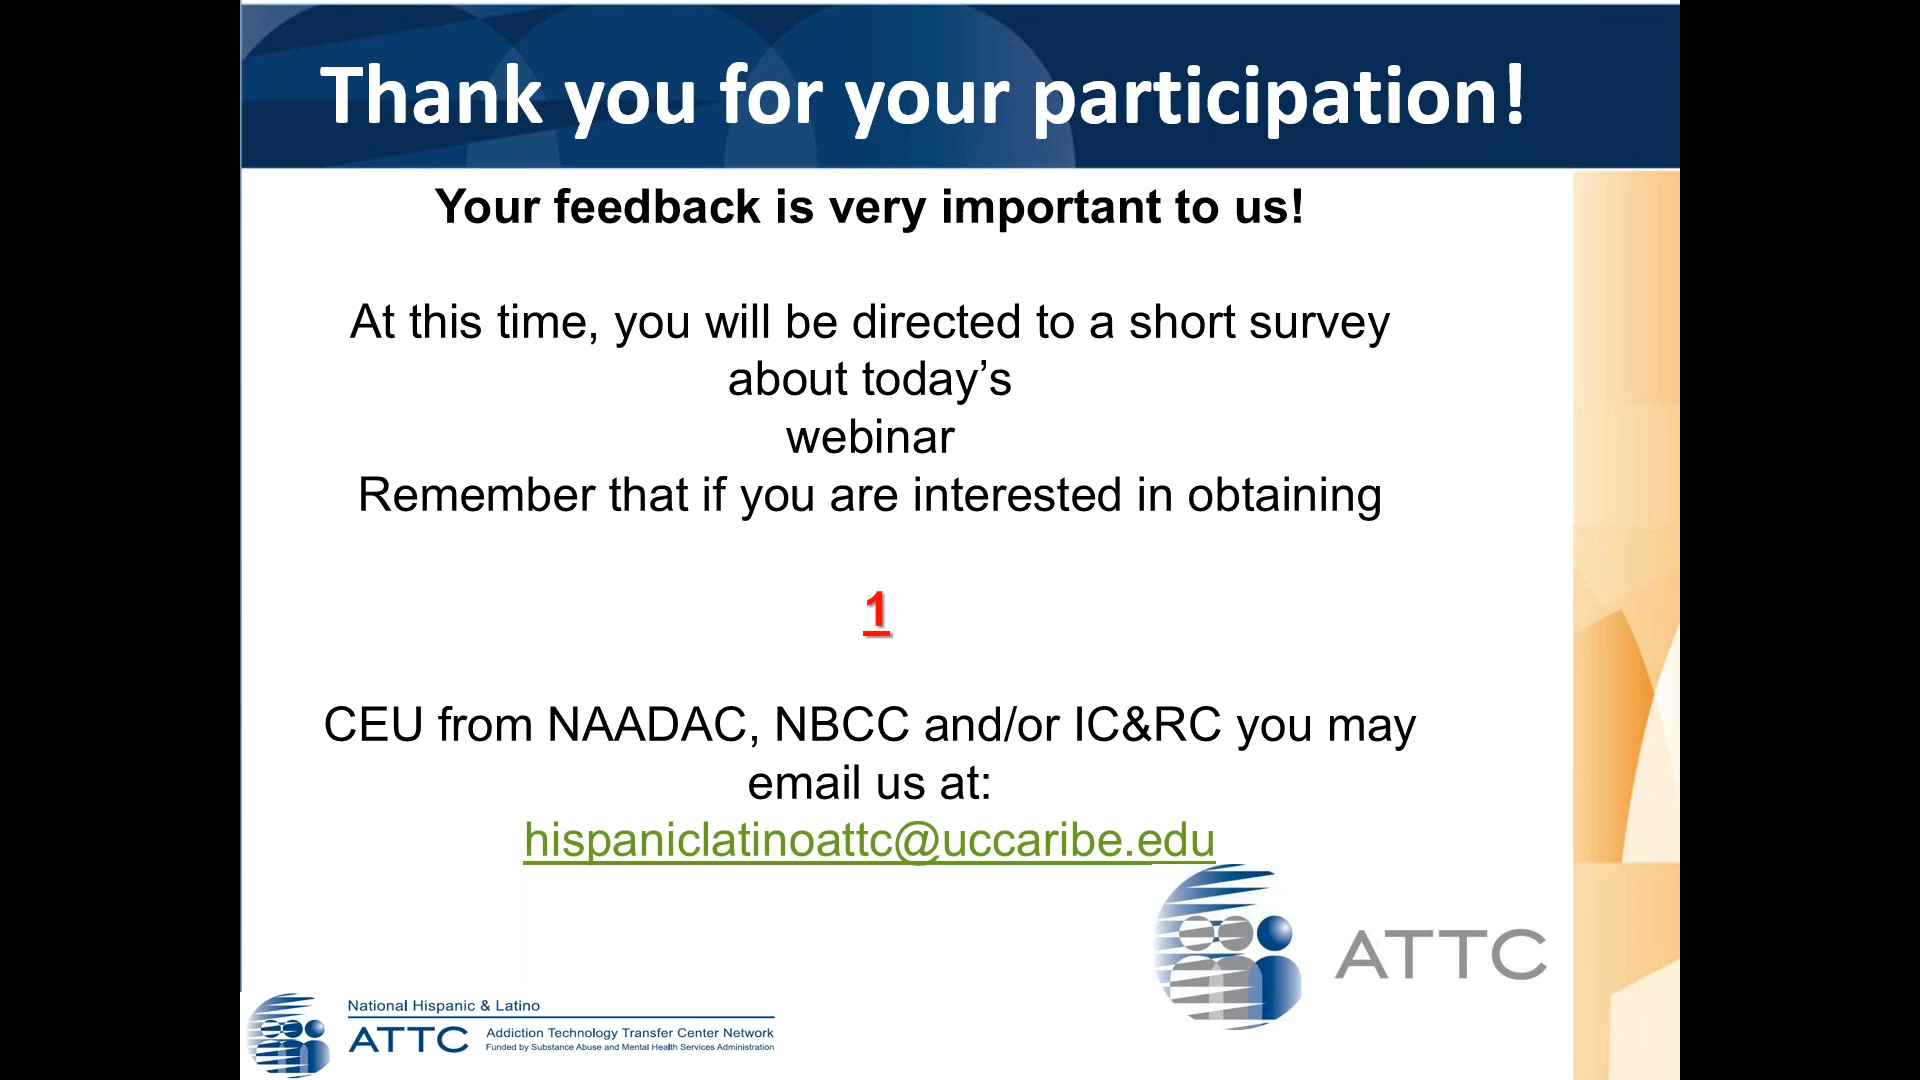 Thank you for your participation!
Your feedback is very important to us!
At this time, you will be directed to a short survey
about today’s
webinar
Remember that if you are interested in obtaining
1
CEU from NAADAC, NBCC and/or IC&RC you may
email us at:
hispaniclatinoattc@uccaribe.edu
ATTC
National Hispanic & Latino
ATTC Addiction Technology Transfer Center Network
Funded by Substance Abuse and Mental Health Services Administration